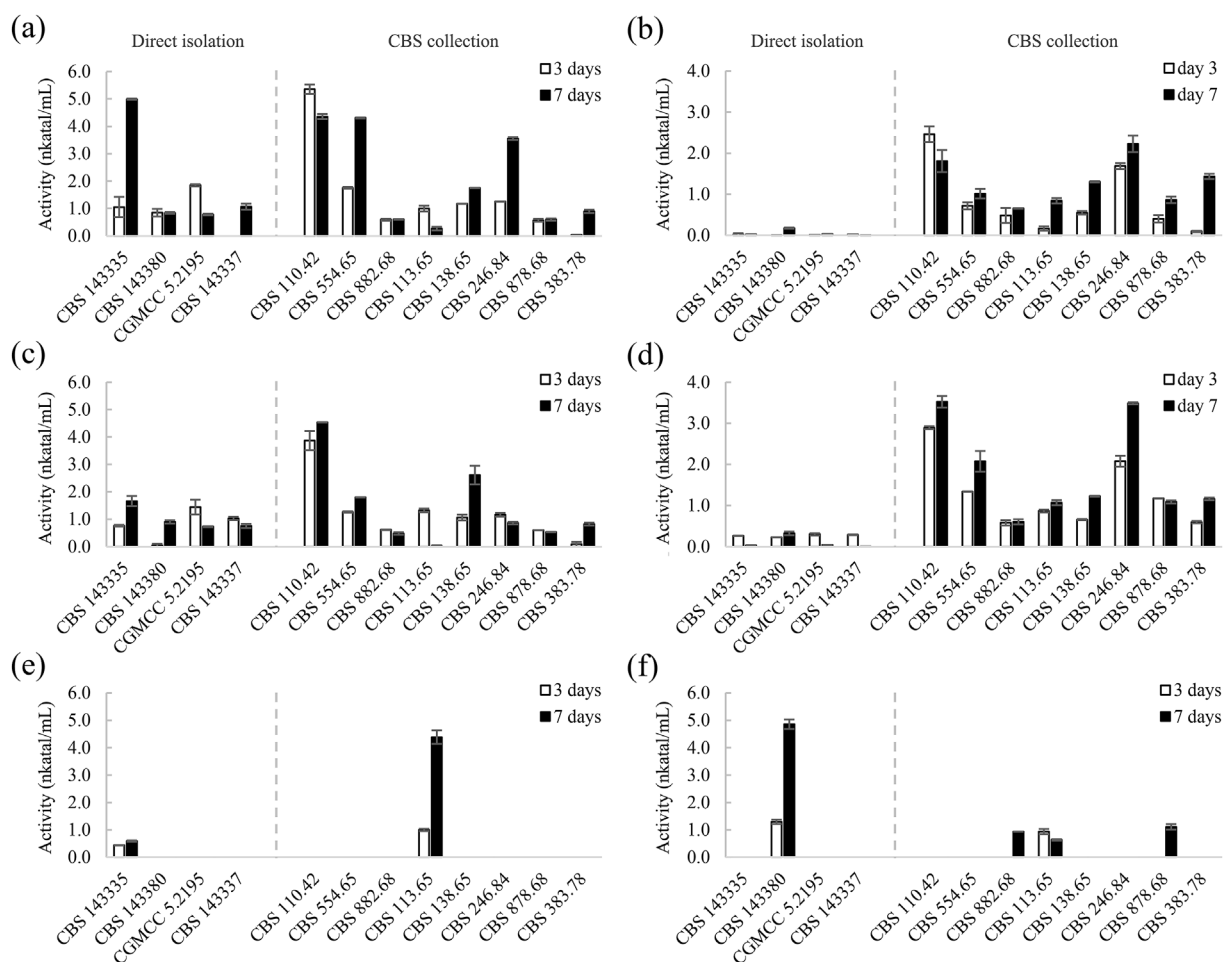 (a)
Direct isolation
CBS collection
3 days
7 days
Activity (nkatal/mL)
6.0
5.0
4.0
3.0
2.0
1.0
0.0
CBS 143335
CBS 143380
CGMCC 5.2195
CBS 143337
CBS 110.42
CBS 554.65
CBS 882.68
CBS 113.65
CBS 138.65
CBS 246.84
CBS 878.68
CBS 383.78
(b)
Direct isolation
CBS collection
day 3
day 7
Activity (nkatal/mL)
4.0
3.0
2.0
1.0
0.0
CBS 143335
CBS 143380
CGMCC 5.2195
CBS 143337
CBS 110.42
CBS 554.65
CBS 882.68
CBS 113.65
CBS 138.65
CBS 246.84
CBS 878.68
CBS 383.78
(c)
3 days
7 days
Activity (nkatal/mL)
6.0
5.0
4.0
3.0
2.0
1.0
0.0
CBS 143335
CBS 143380
CGMCC 5.2195
CBS 143337
CBS 110.42
CBS 554.65
CBS 882.68
CBS 113.65
CBS 138.65
CBS 246.84
CBS 878.68
CBS 383.78
(d)
day 3
day 7
Activity (nkatal/mL)
4.0
3.0
2.0
1.0
0.0
CBS 143335
CBS 143380
CGMCC 5.2195
CBS 143337
CBS 110.42
CBS 554.65
CBS 882.68
CBS 113.65
CBS 138.65
CBS 246.84
CBS 878.68
CBS 383.78
(e)
3 days
7 days
Activity (nkatal/mL)
6.0
5.0
4.0
3.0
2.0
1.0
0.0
CBS 143335
CBS 143380
CGMCC 5.2195
CBS 143337
CBS 110.42
CBS 554.65
CBS 882.68
CBS 113.65
CBS 138.65
CBS 246.84
CBS 878.68
CBS 383.78
(f)
3 days
7 days
Activity (nkatal/mL)
6.0
5.0
4.0
3.0
2.0
1.0
0.0
CBS 143335
CBS 143380
CGMCC 5.2195
CBS 143337
CBS 110.42
CBS 554.65
CBS 882.68
CBS 113.65
CBS 138.65
CBS 246.84
CBS 878.68
CBS 383.78